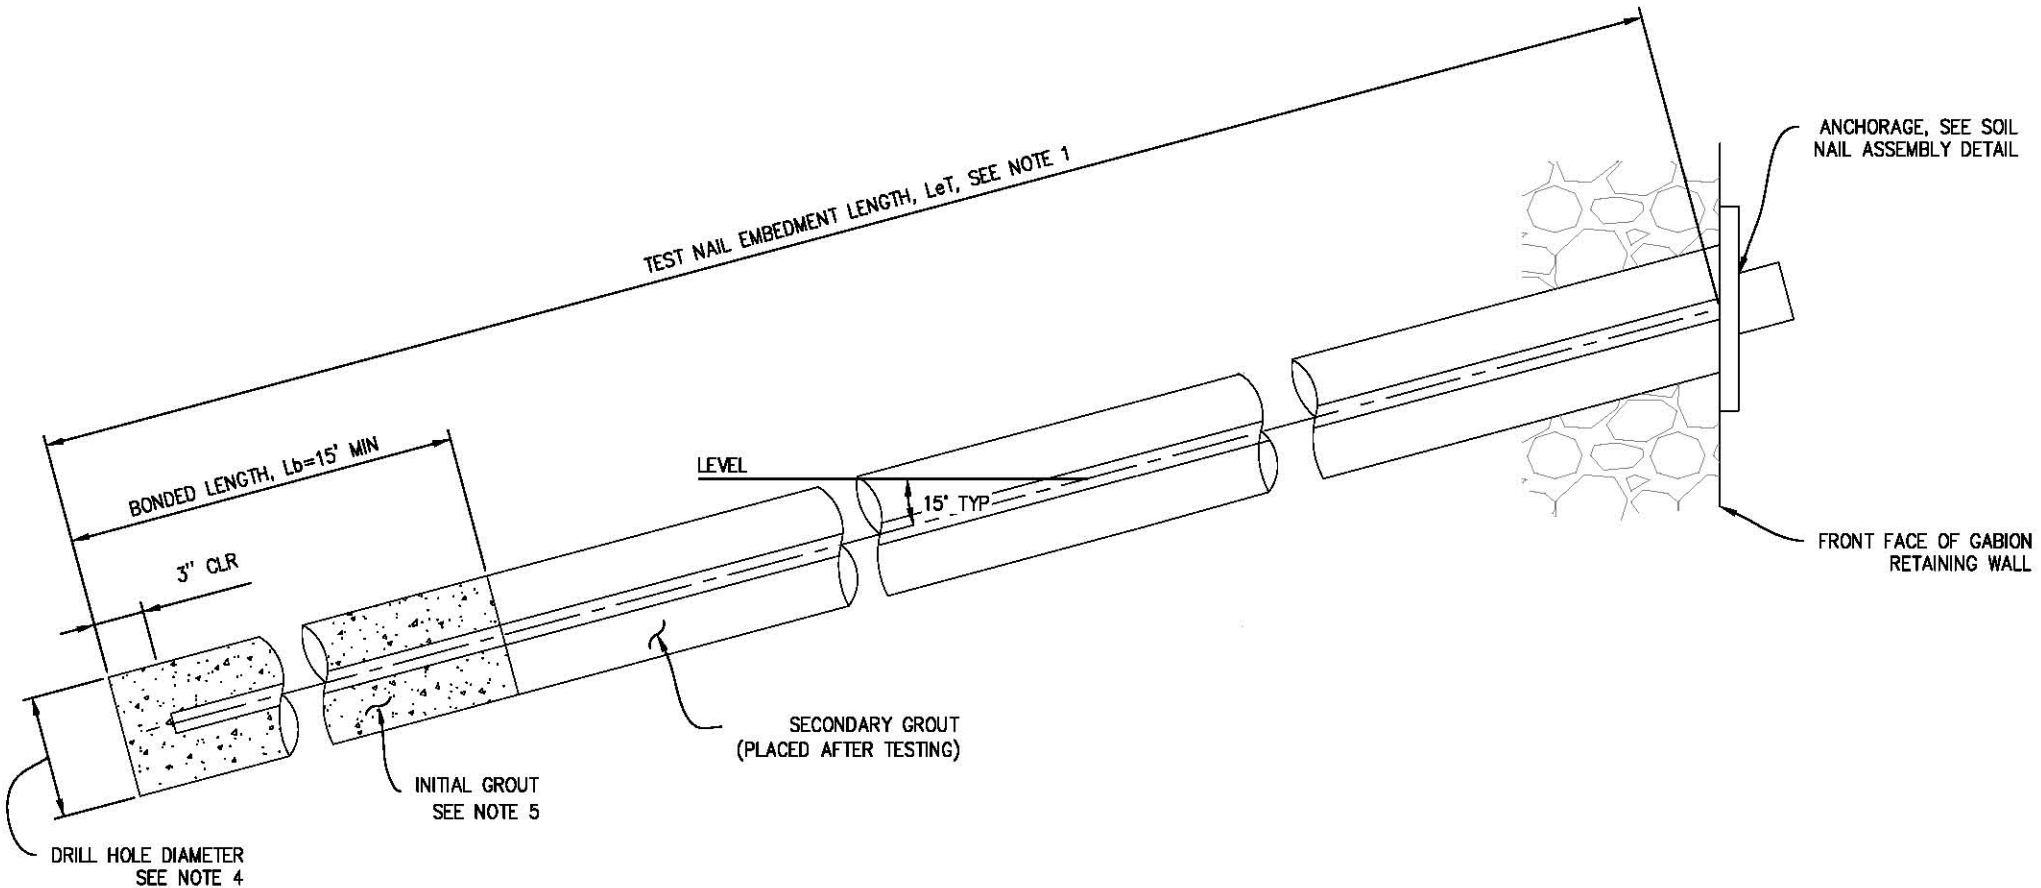 ANCHORAGE, SEE SOIL
NAIL ASSEMBLY DETAIL
TEST NAIL EMBEDMENT LENGTH, LeT, SEE NOTE 1
BONDED LENGTH, Lb=15' MIN
LEVEL
15° TYP
3" CLR
FRONT FACE OF GABION
RETAINING WALL
SECONDARY GROUT
(PLACED AFTER TESTING)
INITIAL GROUT
SEE NOTE 5
DRILL HOLE DIAMETER
SEE NOTE 4